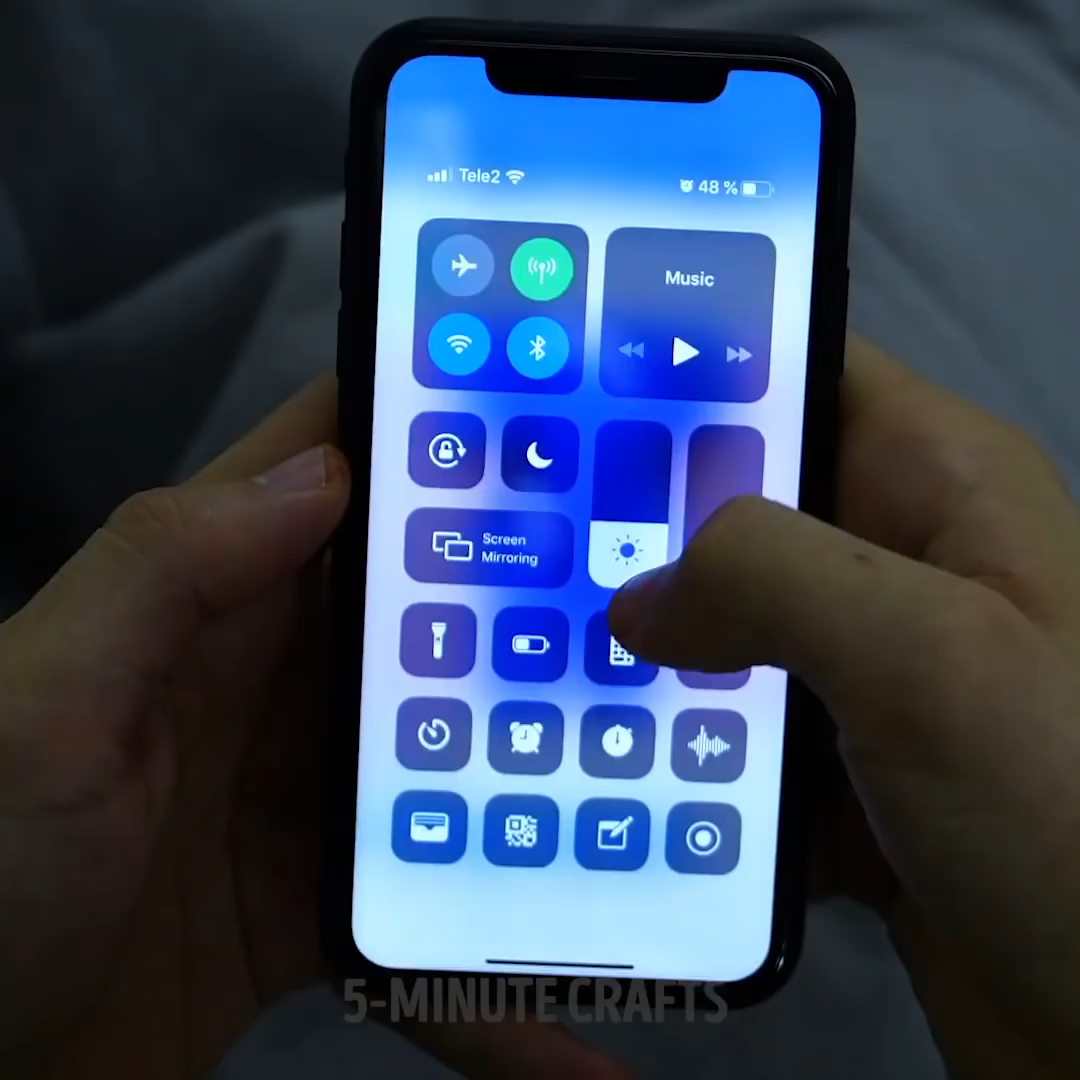 Tele2
48 %
Music
Screen
Mirroring
5-MINUTE CRAFTS